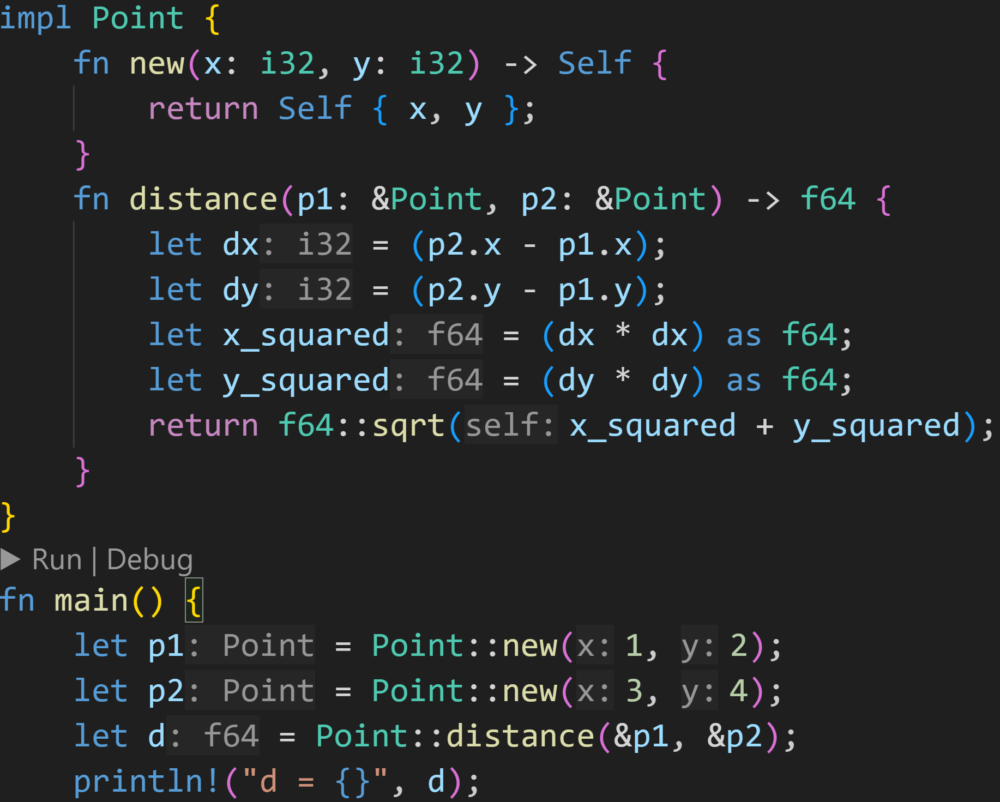 impl Point {
    fn new(x: i32, y: i32) -> Self {
        return Self { x, y };
    }
    fn distance(p1: &Point, p2: &Point) -> f64 {
        let dx: i32 = (p2.x - p1.x);
        let dy: i32 = (p2.y - p1.y);
        let x_squared: f64 = (dx * dx) as f64;
        let y_squared: f64 = (dy * dy) as f64;
        return f64::sqrt(self: x_squared + y_squared);
    }
}
▶ Run | Debug
fn main() {
    let p1: Point = Point::new(x: 1, y: 2);
    let p2: Point = Point::new(x: 3, y: 4);
    let d: f64 = Point::distance(&p1, &p2);
    println!("d = {}", d);